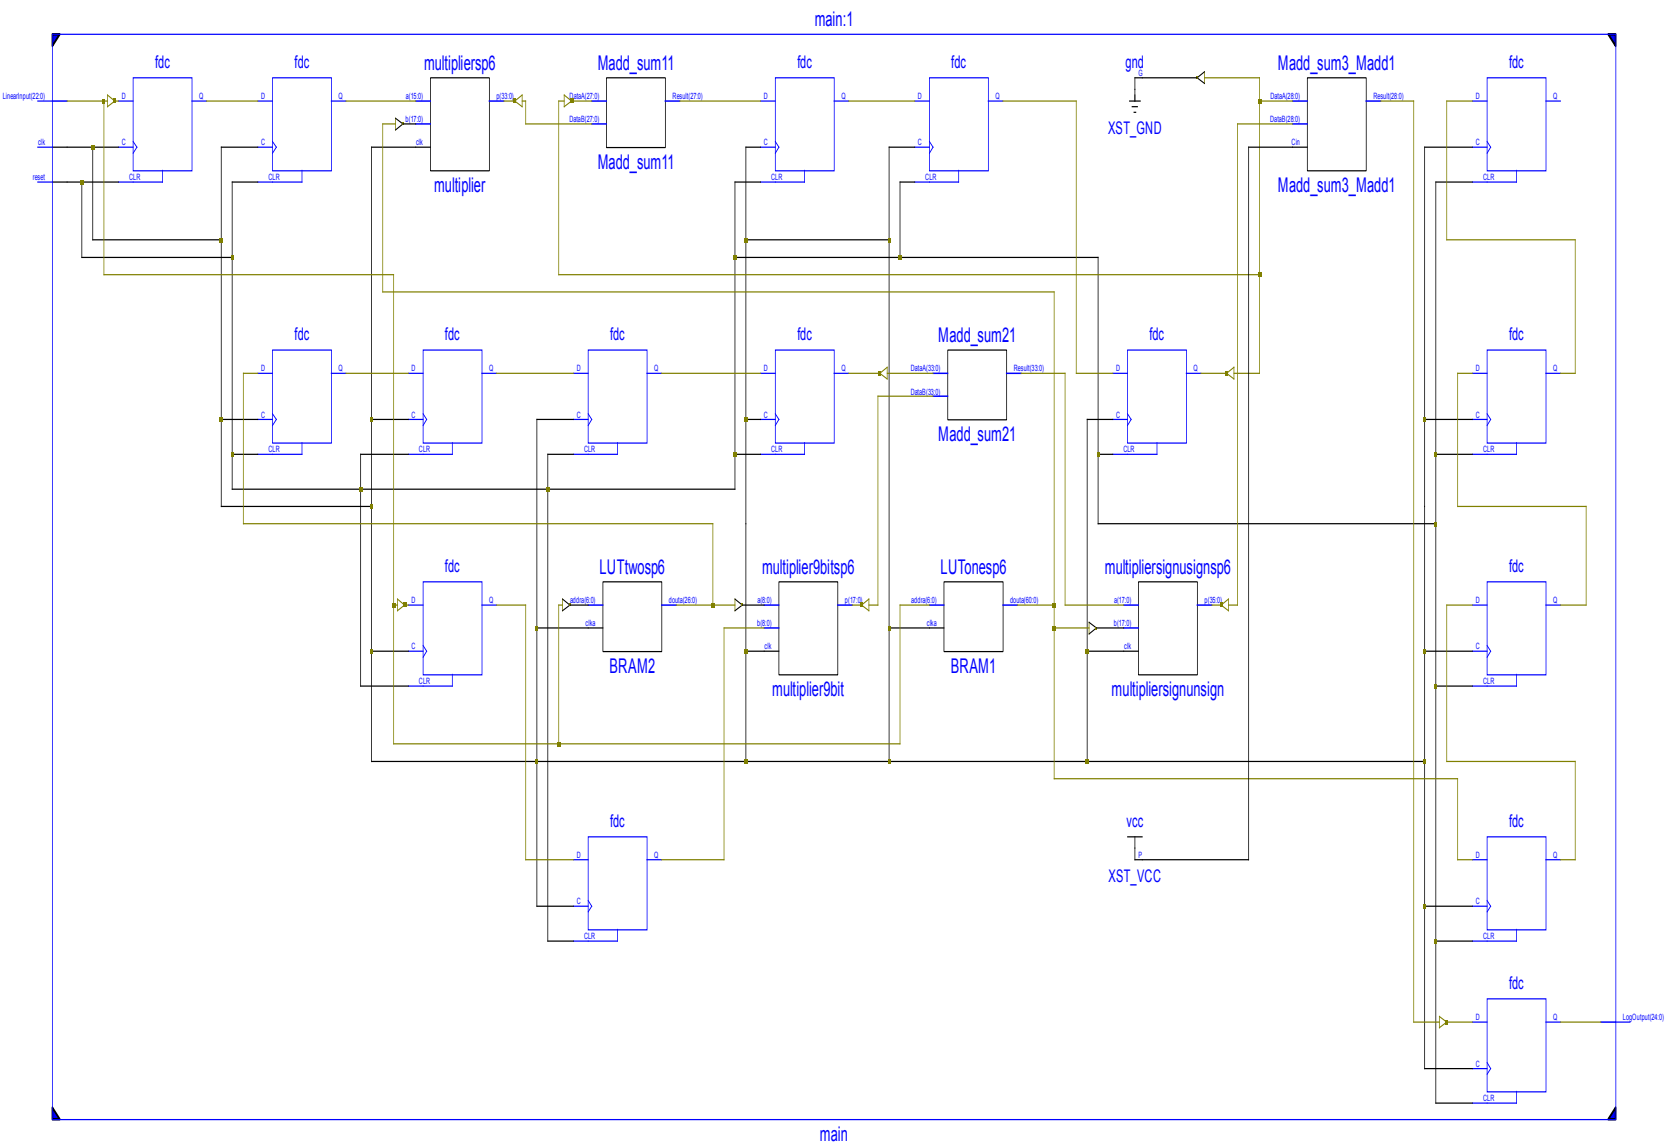 main:1
fdc
fdc
multipliersp6
Madd_sum11
fdc
fdc
gnd
Madd_sum3_Madd1
fdc
G
LinearInput(22:0)
D
Q
D
Q
a(15:0)
p(33:0)
DataA(27:0)
Result(27:0)
D
Q
D
Q
DataA(28:0)
Result(28:0)
D
Q
b(17:0)
DataB(27:0)
XST_GND
DataB(28:0)
clk
C
C
clk
C
C
Cin
C
Madd_sum11
reset
CLR
CLR
multiplier
CLR
CLR
Madd_sum3_Madd1
CLR
fdc
fdc
fdc
fdc
Madd_sum21
fdc
fdc
D
Q
D
Q
D
Q
D
Q
DataA(33:0)
Result(33:0)
D
Q
D
Q
DataB(33:0)
C
C
C
C
C
C
Madd_sum21
CLR
CLR
CLR
CLR
CLR
CLR
fdc
LUTtwosp6
multiplier9bitsp6
LUTonesp6
multipliersignusignsp6
fdc
D
Q
addra(6:0)
douta(26:0)
a(8:0)
p(17:0)
addra(6:0)
douta(60:0)
a(17:0)
p(35:0)
D
Q
clka
b(8:0)
clka
b(17:0)
C
clk
clk
C
BRAM2
BRAM1
CLR
multiplier9bit
multipliersignunsign
CLR
fdc
vcc
fdc
D
Q
P
D
Q
XST_VCC
C
C
CLR
CLR
fdc
D
Q
LogOutput(24:0)
C
CLR
main